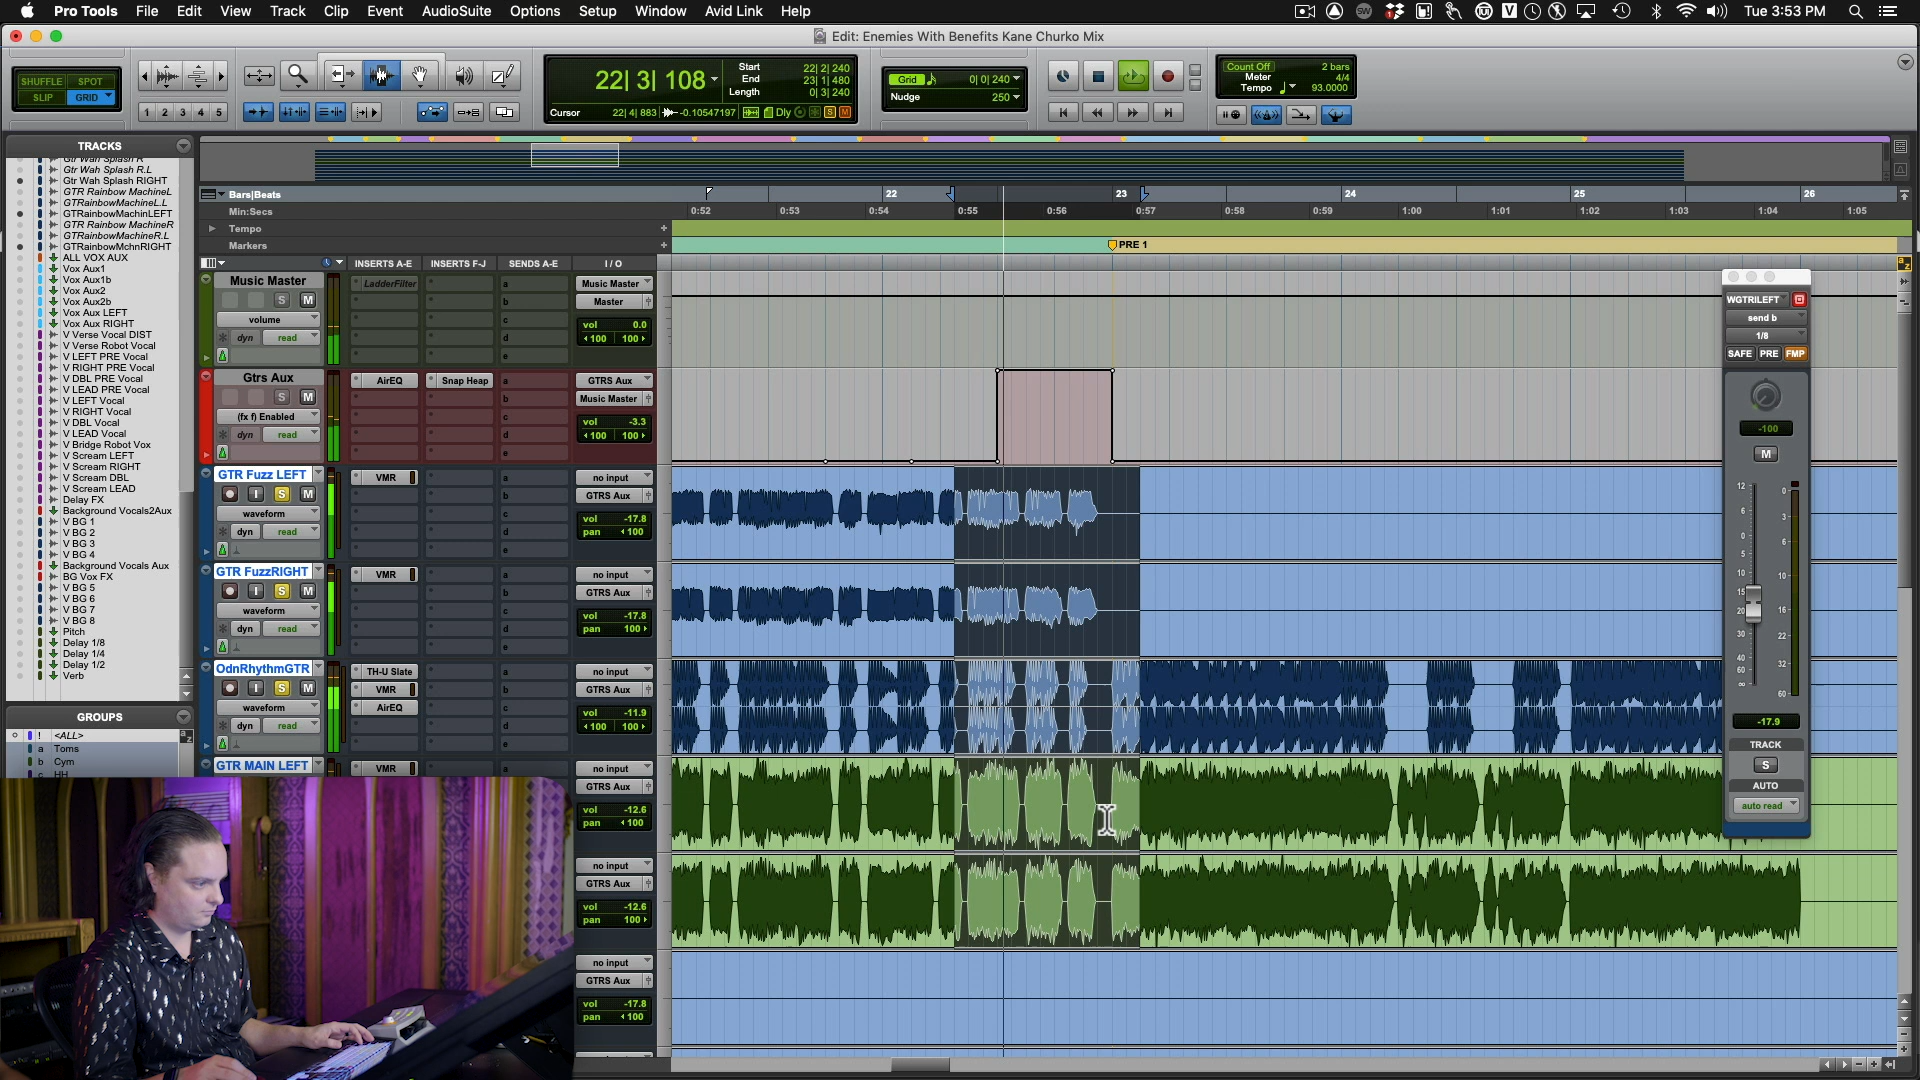 Pro Tools File Edit View Track Clip Event AudioSuite Options Setup Window Avid Link Help
Tue 3:53 PM
Edit: Enemies With Benefits Kane Churko Mix
SHUFFLE SPOT
SLIP GRID
1 2 3 4 5
22| 3| 108
Start 22| 2| 240
End 23| 1| 480
Length 0| 3| 240
Cursor 22| 4| 883 -0.10547197 Dly S M
Grid 0| 0| 240
Nudge 250
Count Off 2 bars
Meter 4/4
Tempo 93.0000
TRACKS
Gtr Wah Splash R
Gtr Wah Splash R.L
Gtr Wah Splash RIGHT
GTR Rainbow MachineL
GTRRainbowMachineL.L
GTRainbowMachinLEFT
GTR Rainbow MachineR
GTRainbowMachineR.L
GTRainbowMchnRIGHT
ALL VOX AUX
Vox Aux1
Vox Aux1b
Vox Aux2
Vox Aux2b
Vox Aux LEFT
Vox Aux RIGHT
V Verse Vocal DIST
V Verse Robot Vocal
V LEFT PRE Vocal
V RIGHT PRE Vocal
V DBL PRE Vocal
V LEAD PRE Vocal
V LEFT Vocal
V RIGHT Vocal
V DBL Vocal
V LEAD Vocal
V Bridge Robot Vox
V Scream LEFT
V Scream RIGHT
V Scream DBL
V Scream LEAD
Delay FX
Background Vocals2Aux
V BG 1
V BG 2
V BG 3
V BG 4
Background Vocals Aux
BG Vox FX
V BG 5
V BG 6
V BG 7
V BG 8
Pitch
Delay 1/8
Delay 1/4
Delay 1/2
Verb
GROUPS
! <ALL>
a Toms
b Cym
c HH
Bars|Beats 22 23 24 25 26
Min:Secs 0:52 0:53 0:54 0:55 0:56 0:57 0:58 0:59 1:00 1:01 1:02 1:03 1:04 1:05
Tempo
Markers PRE 1
INSERTS A-E INSERTS F-J SENDS A-E I / O
Music Master LadderFilter a Music Master
S M b Master
volume c vol 0.0
dyn read d 100 100
e
Gtrs Aux AirEQ Snap Heap a GTRS Aux
S M b Music Master
(fx f) Enabled c vol -3.3
dyn read d 100 100
e
GTR Fuzz LEFT VMR a no input
I S M b GTRS Aux
waveform c vol -17.8
dyn read d pan 100
e
GTR FuzzRIGHT VMR a no input
I S M b GTRS Aux
waveform c vol -17.8
dyn read d pan 100
e
OdnRhythmGTR TH-U Slate a no input
I S M VMR b GTRS Aux
waveform AirEQ c vol -11.9
dyn read d 100 100
e
GTR MAIN LEFT VMR a no input
GTRS Aux
vol -12.6
pan 100
no input
GTRS Aux
vol -12.6
pan 100
no input
GTRS Aux
vol -17.8
pan 100
WGTRILEFT
send b
1/8
SAFE PRE FMP
-100
M
12 0
6 3
5 6
0
5
10 10
15
20 16
30 22
40 32
60
∞ 60
-17.9
TRACK
S
AUTO
auto read